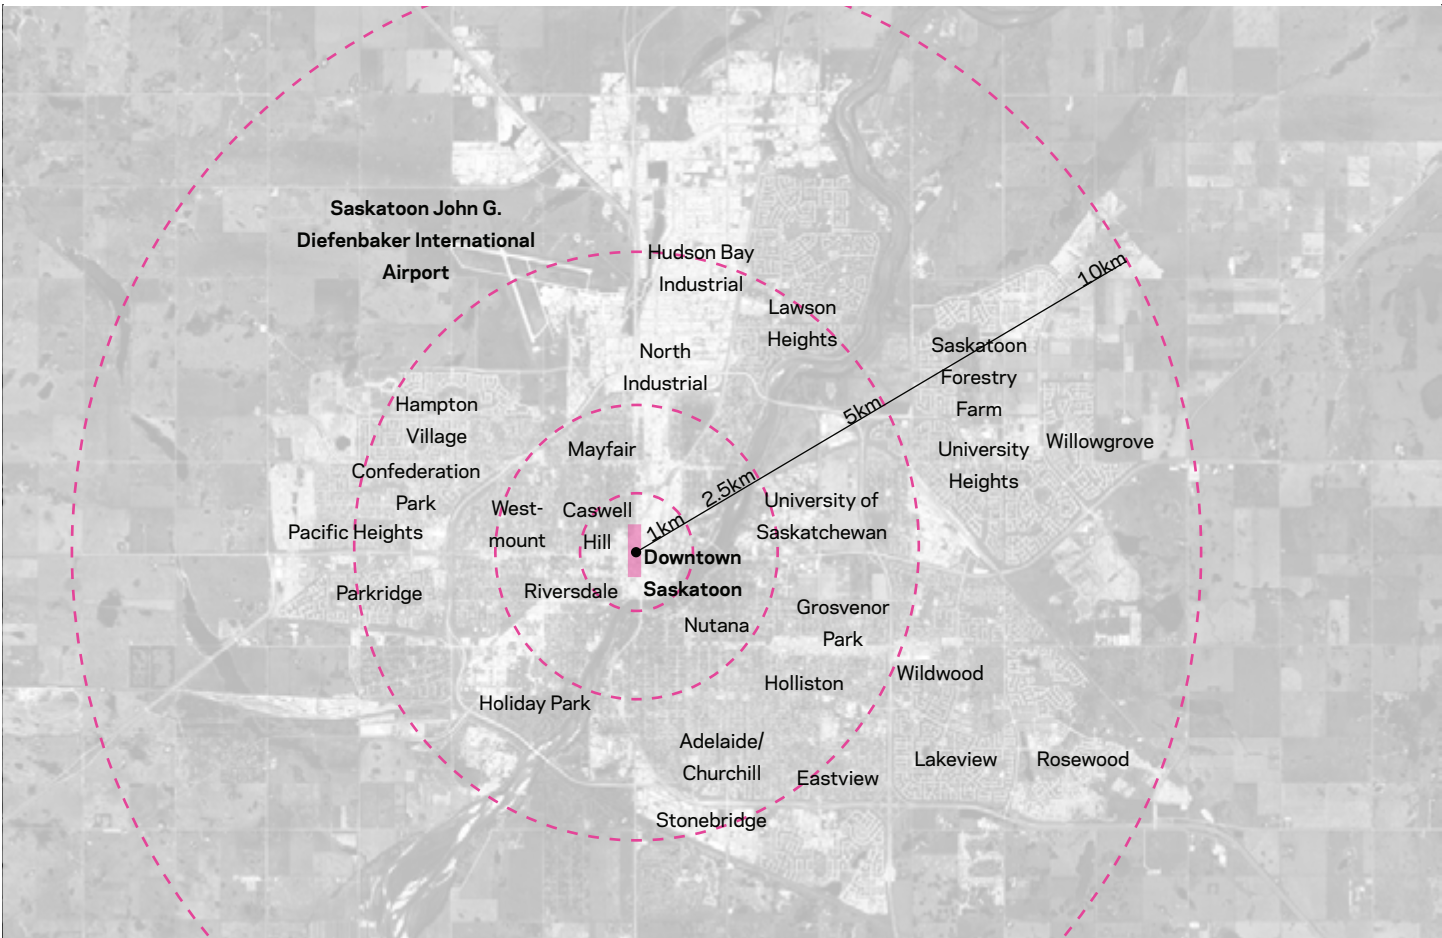 Saskatoon John G.
Diefenbaker International
Airport
Hudson Bay
Industrial
10km
Lawson
Heights
North
Industrial
Saskatoon
Forestry
Farm
Hampton
Village
5km
Mayfair
University
Heights
Willowgrove
Confederation
Park
2.5km
West-
mount
Caswell
Hill
University of
Saskatchewan
Pacific Heights
1km
Downtown
Saskatoon
Parkridge
Riversdale
Grosvenor
Park
Nutana
Wildwood
Holliston
Holiday Park
Adelaide/
Churchill
Eastview
Lakeview
Rosewood
Stonebridge